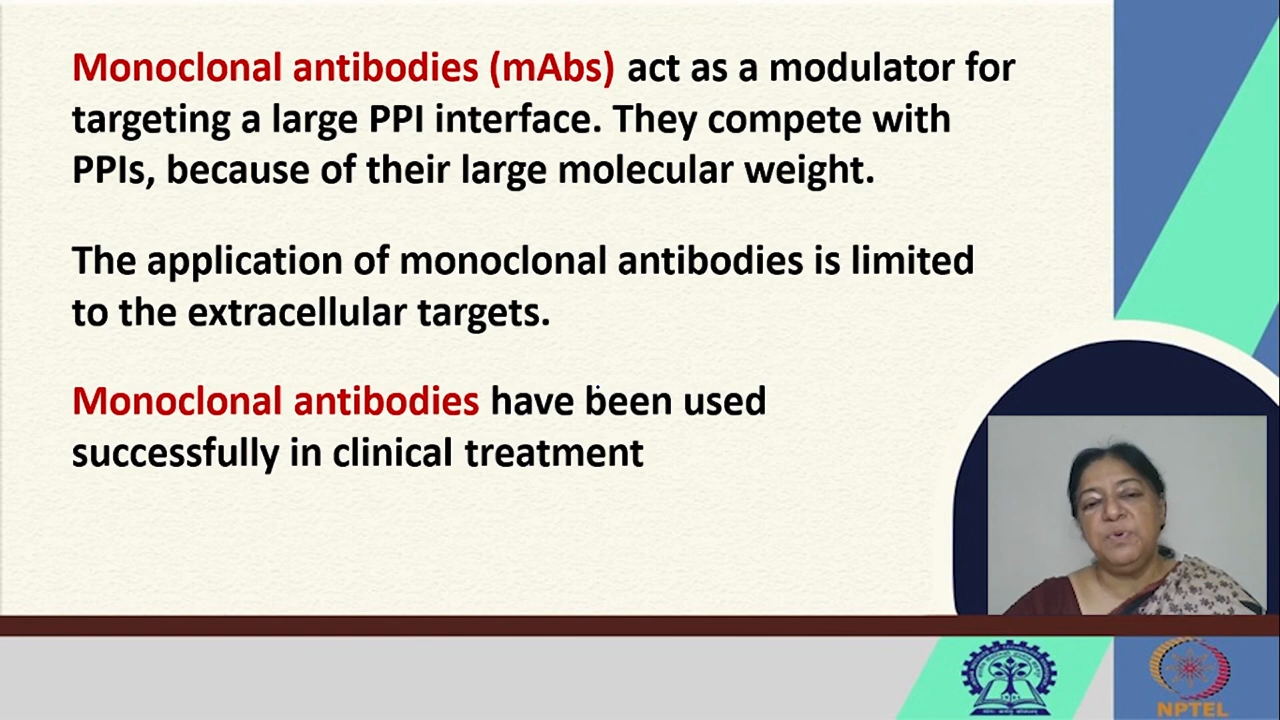 Monoclonal antibodies (mAbs) act as a modulator for
targeting a large PPI interface. They compete with
PPIs, because of their large molecular weight.
The application of monoclonal antibodies is limited
to the extracellular targets.
Monoclonal antibodies have been used
successfully in clinical treatment
NPTEL